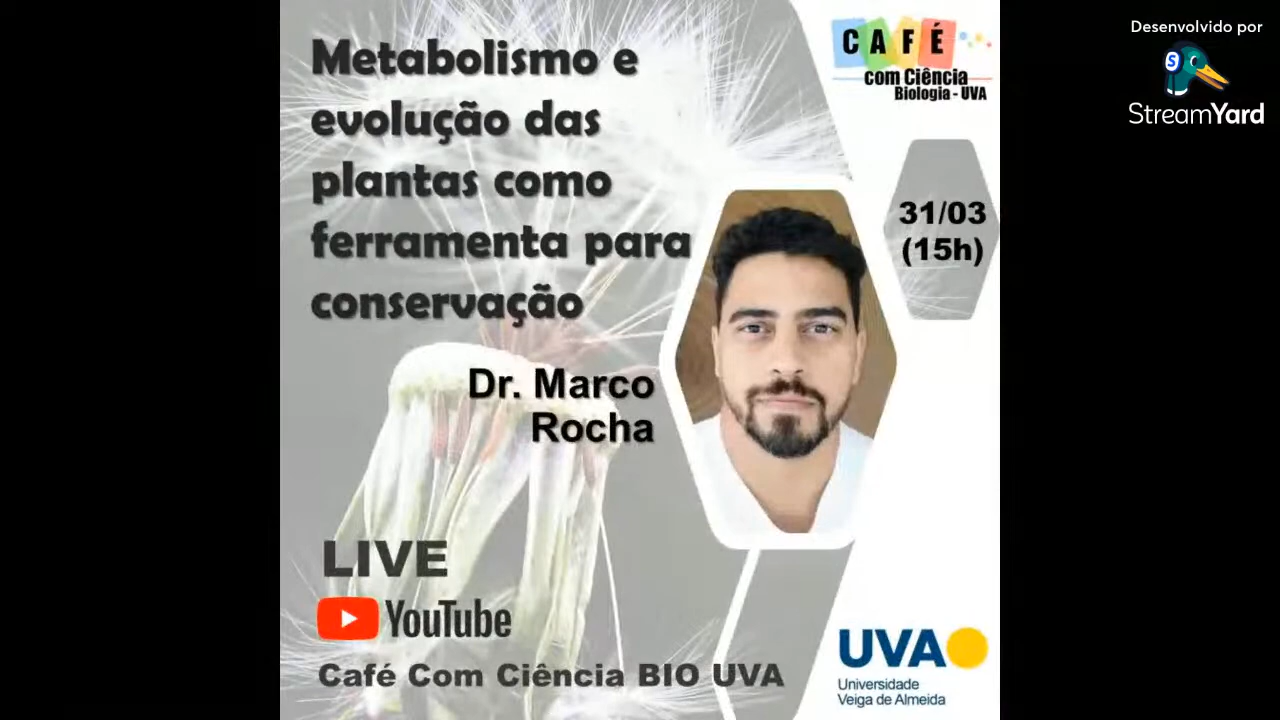 Metabolismo e
evolução das
plantas como
ferramenta para
conservação
Dr. Marco
Rocha
LIVE
YouTube
Café Com Ciência BIO UVA
CAFÉ
com Ciência
Biologia - UVA
31/03
(15h)
UVA
Universidade
Veiga de Almeida
Desenvolvido por
S
StreamYard